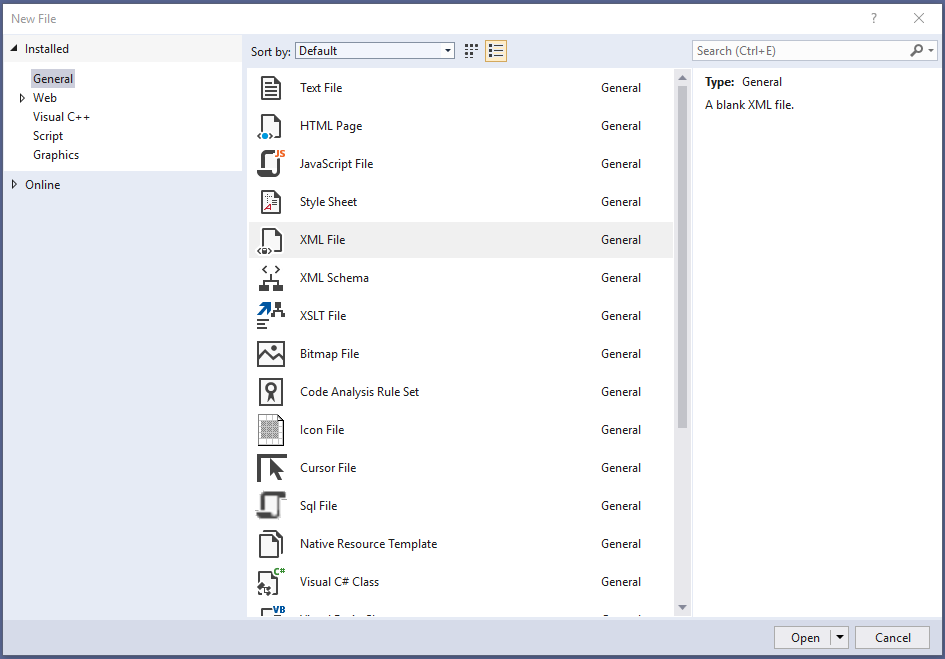 New File
?
Installed
General
Web
Visual C++
Script
Graphics
Online
Sort by: Default
Search (Ctrl+E)
Text File General
HTML Page General
JS
JavaScript File General
Style Sheet General
XML File General
XML Schema General
XSLT File General
Bitmap File General
Code Analysis Rule Set General
Icon File General
Cursor File General
Sql File General
Native Resource Template General
C#
Visual C# Class General
VB
Type: General
A blank XML file.
Open
Cancel